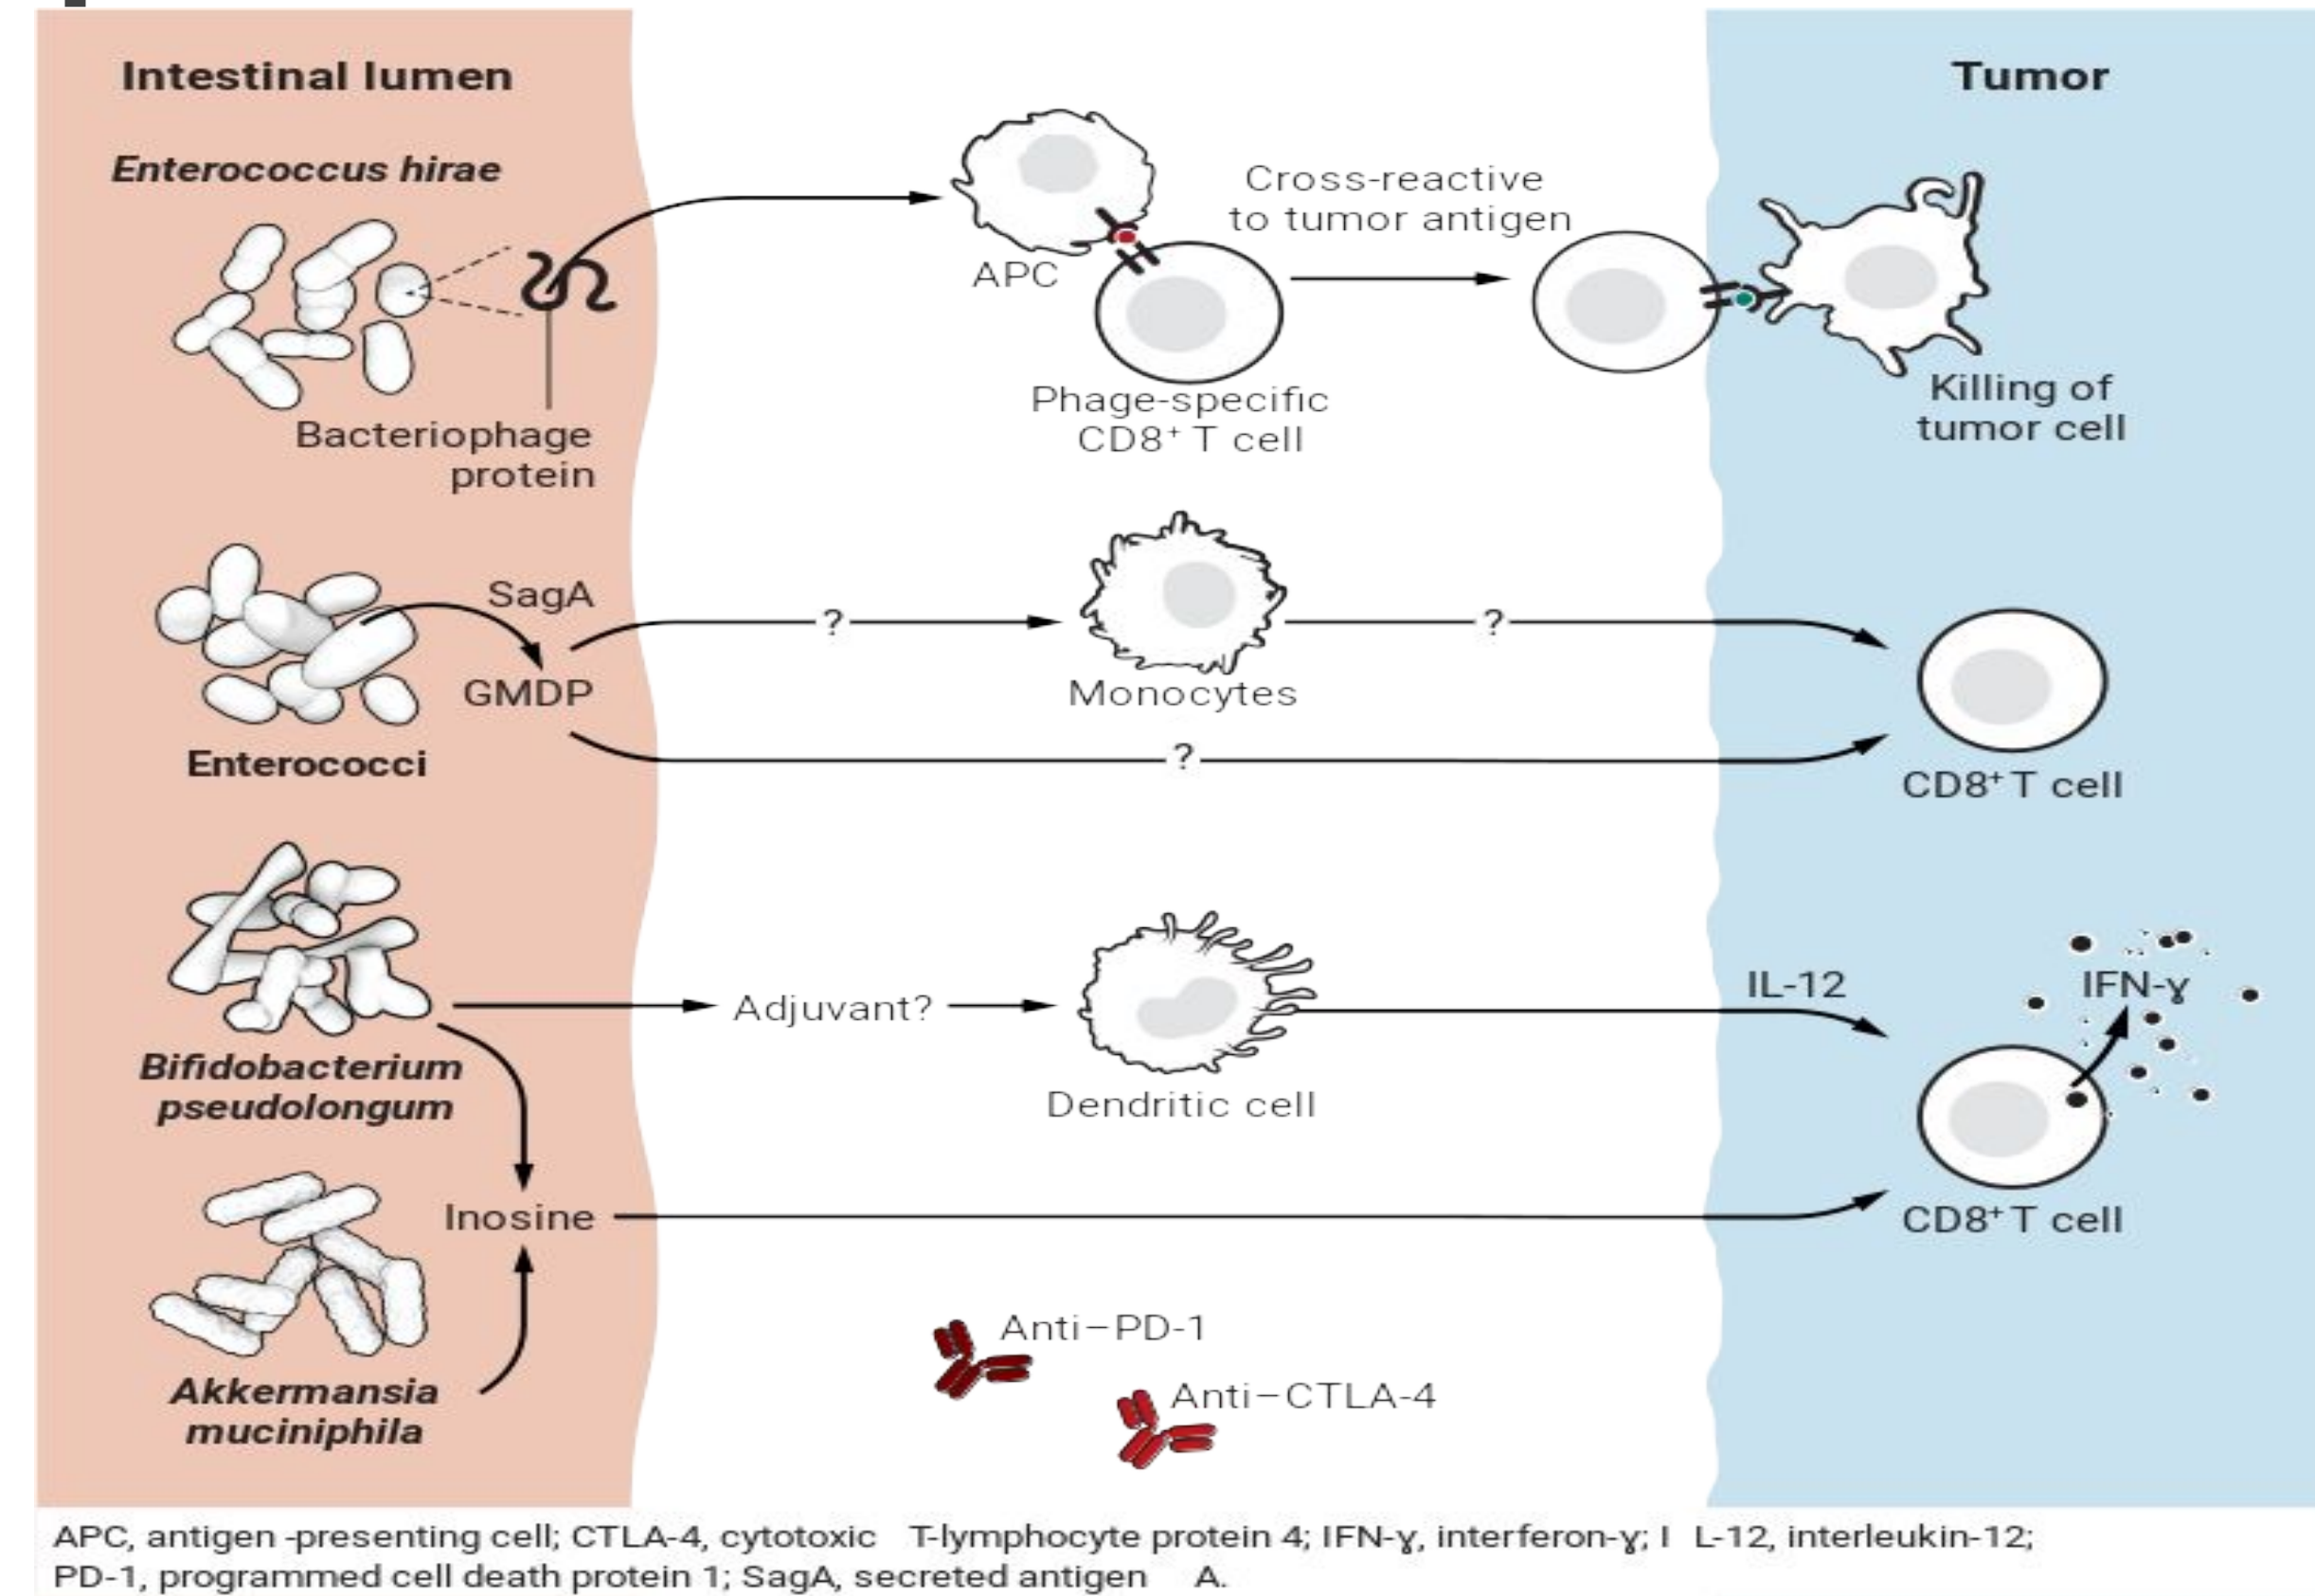 Intestinal lumen
Tumor
Enterococcus hirae
Cross-reactive
to tumor antigen
APC
Phage-specific
CD8⁺ T cell
Killing of
tumor cell
Bacteriophage
protein
SagA
?
?
GMDP
Monocytes
Enterococci
?
CD8⁺ T cell
IL-12
IFN-ɣ
Adjuvant?
Bifidobacterium
pseudolongum
Dendritic cell
Inosine
CD8⁺ T cell
Anti–PD-1
Anti–CTLA-4
Akkermansia
muciniphila
APC, antigen -presenting cell; CTLA-4, cytotoxic T-lymphocyte protein 4; IFN-ɣ, interferon-ɣ; I L-12, interleukin-12;
PD-1, programmed cell death protein 1; SagA, secreted antigen A.